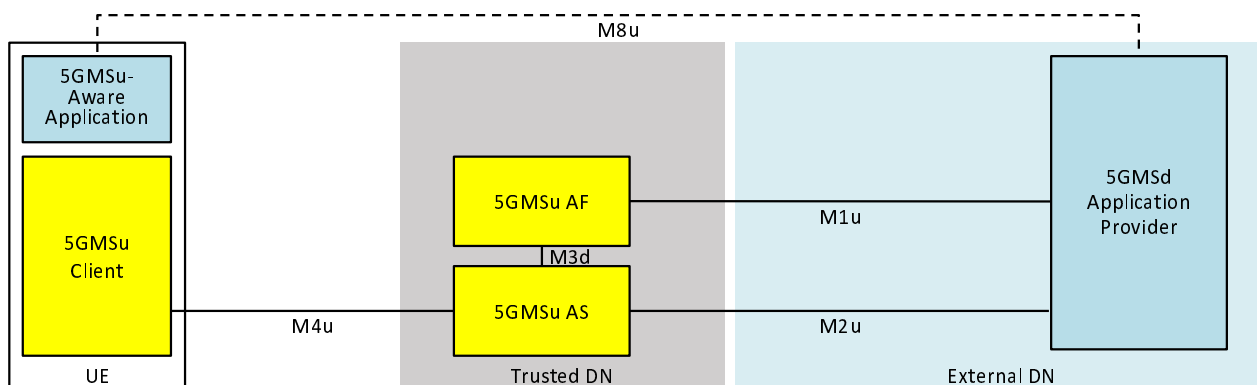 M8u
5GMSu-
Aware
Application
5GMSu
Client
UE
M4u
5GMSu AF
M3d
5GMSu AS
Trusted DN
M1u
M2u
5GMSd
Application
Provider
External DN